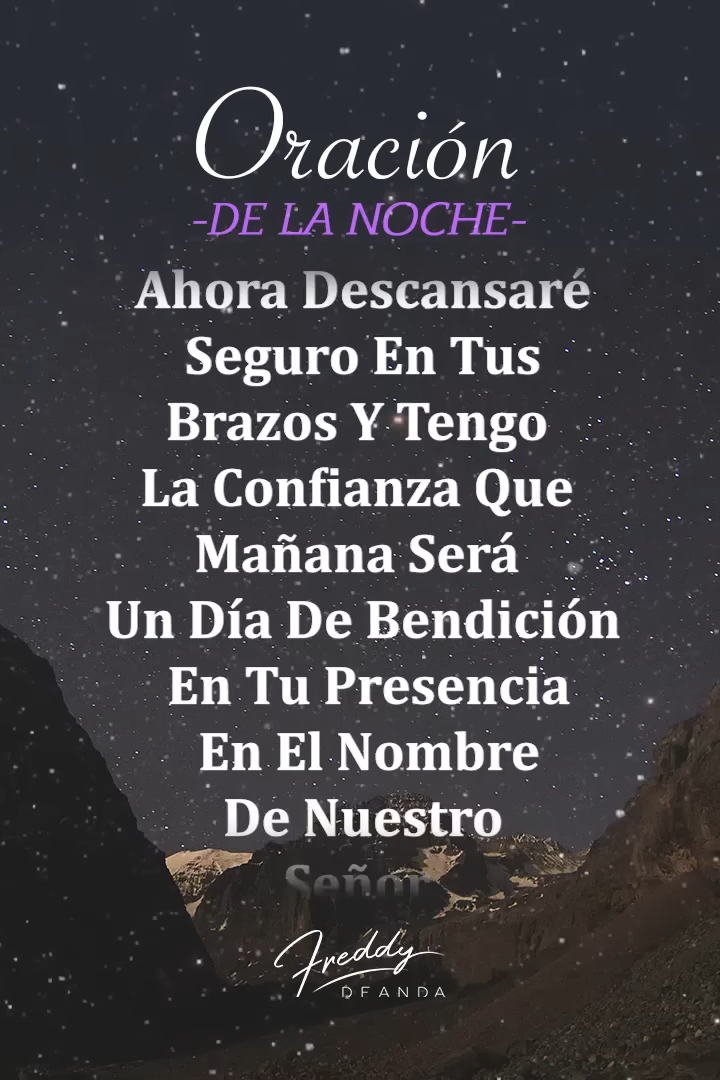 Oración
-DE LA NOCHE-
Ahora Descansaré
Seguro En Tus
Brazos Y Tengo
La Confianza Que
Mañana Será
Un Día De Bendición
En Tu Presencia
En El Nombre
De Nuestro
Señor
Freddy
DEANDA